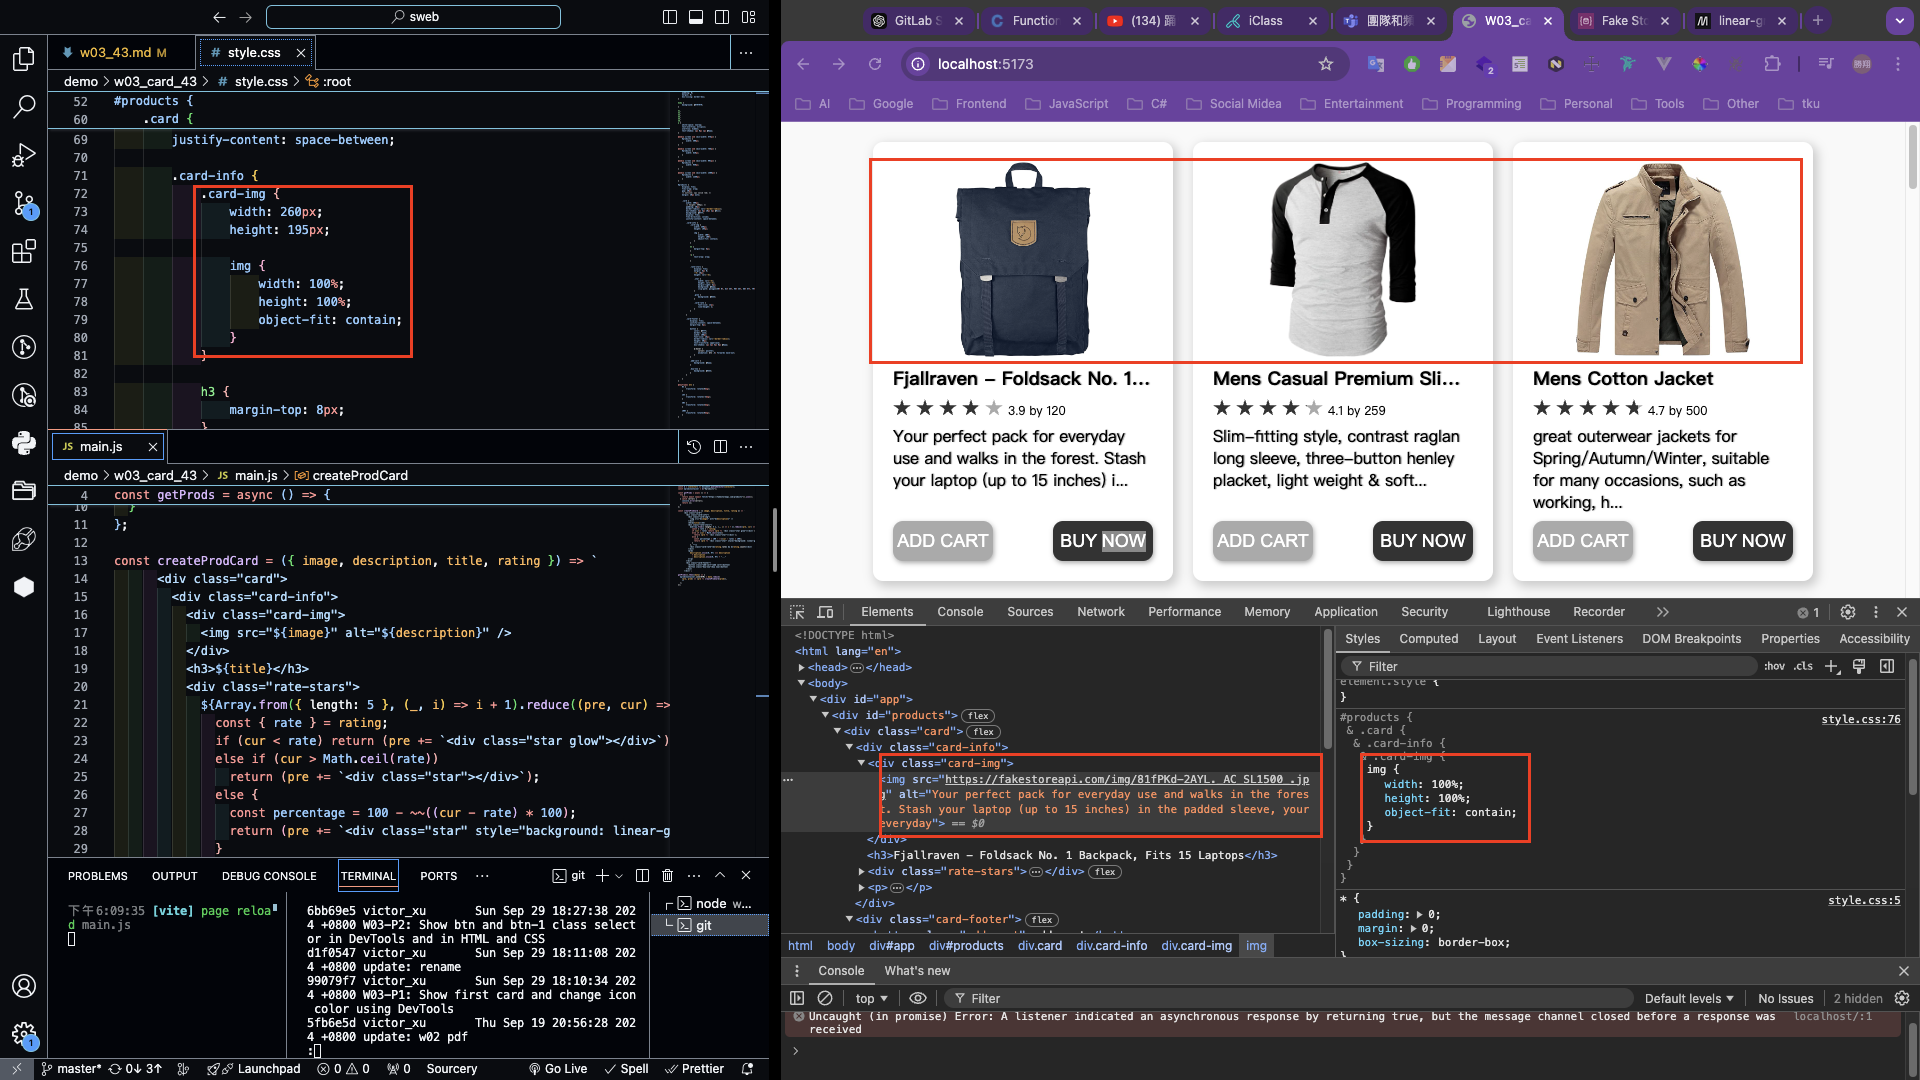 sweb
w03_43.md M
# style.css
demo > w03_card_43 > # style.css > :root
52 #products {
60 .card {
69 justify-content: space-between;
70
71 .card-info {
72 .card-img {
73 width: 260px;
74 height: 195px;
75
76 img {
77 width: 100%;
78 height: 100%;
79 object-fit: contain;
80 }
81 }
82
83 h3 {
84 margin-top: 8px;
85 }
JS main.js
demo > w03_card_43 > JS main.js > createProdCard
4 const getProds = async () => {
10 }
11 };
12
13 const createProdCard = ({ image, description, title, rating }) => `
14 <div class="card">
15 <div class="card-info">
16 <div class="card-img">
17 <img src="${image}" alt="${description}" />
18 </div>
19 <h3>${title}</h3>
20 <div class="rate-stars">
21 ${Array.from({ length: 5 }, (_, i) => i + 1).reduce((pre, cur) =>
22 const { rate } = rating;
23 if (cur < rate) return (pre += `<div class="star glow"></div>`)
24 else if (cur > Math.ceil(rate))
25 return (pre += `<div class="star"></div>`);
26 else {
27 const percentage = 100 - ~~((cur - rate) * 100);
28 return (pre += `<div class="star" style="background: linear-g
29 }
PROBLEMS OUTPUT DEBUG CONSOLE TERMINAL PORTS
git
下午6:09:35 [vite] page reloa
d main.js
6bb69e5 victor_xu Sun Sep 29 18:27:38 202
4 +0800 W03-P2: Show btn and btn-1 class select
or in DevTools and in HTML and CSS
d1f0547 victor_xu Sun Sep 29 18:11:08 202
4 +0800 update: rename
99079f7 victor_xu Sun Sep 29 18:10:34 202
4 +0800 W03-P1: Show first card and change icon
color using DevTools
5fb6e5d victor_xu Thu Sep 19 20:56:28 202
4 +0800 update: w02 pdf
:
node w...
git
master* 0↓ 3↑ Launchpad 0 0 0 Sourcery Go Live Spell Prettier
GitLab S Function (134) 踊 iClass 團隊和頻 W03_ca Fake Sto linear-g
localhost:5173
AI Google Frontend JavaScript C# Social Midea Entertainment Programming Personal Tools Other tku
Fjallraven - Foldsack No. 1...
3.9 by 120
Your perfect pack for everyday
use and walks in the forest. Stash
your laptop (up to 15 inches) i...
ADD CART BUY NOW
Mens Casual Premium Sli...
4.1 by 259
Slim-fitting style, contrast raglan
long sleeve, three-button henley
placket, light weight & soft...
ADD CART BUY NOW
Mens Cotton Jacket
4.7 by 500
great outerwear jackets for
Spring/Autumn/Winter, suitable
for many occasions, such as
working, h...
ADD CART BUY NOW
Elements Console Sources Network Performance Memory Application Security Lighthouse Recorder 1
<!DOCTYPE html>
<html lang="en">
<head>…</head>
<body>
<div id="app">
<div id="products"> flex
<div class="card"> flex
<div class="card-info">
<div class="card-img">
<img src="https://fakestoreapi.com/img/81fPKd-2AYL._AC_SL1500_.jp
g" alt="Your perfect pack for everyday use and walks in the fores
t. Stash your laptop (up to 15 inches) in the padded sleeve, your
everyday"> == $0
</div>
<h3>Fjallraven - Foldsack No. 1 Backpack, Fits 15 Laptops</h3>
<div class="rate-stars">…</div> flex
<p>…</p>
</div>
<div class="card-footer"> flex
html body div#app div#products div.card div.card-info div.card-img img
Styles Computed Layout Event Listeners DOM Breakpoints Properties Accessibility
Filter :hov .cls
element.style {
}
#products { style.css:76
& .card {
& .card-info {
& .card-img {
img {
width: 100%;
height: 100%;
object-fit: contain;
}
}
}
}
* { style.css:5
padding: 0;
margin: 0;
box-sizing: border-box;
}
Console What's new
top Filter Default levels No Issues 2 hidden
Uncaught (in promise) Error: A listener indicated an asynchronous response by returning true, but the message channel closed before a response was localhost/:1
received